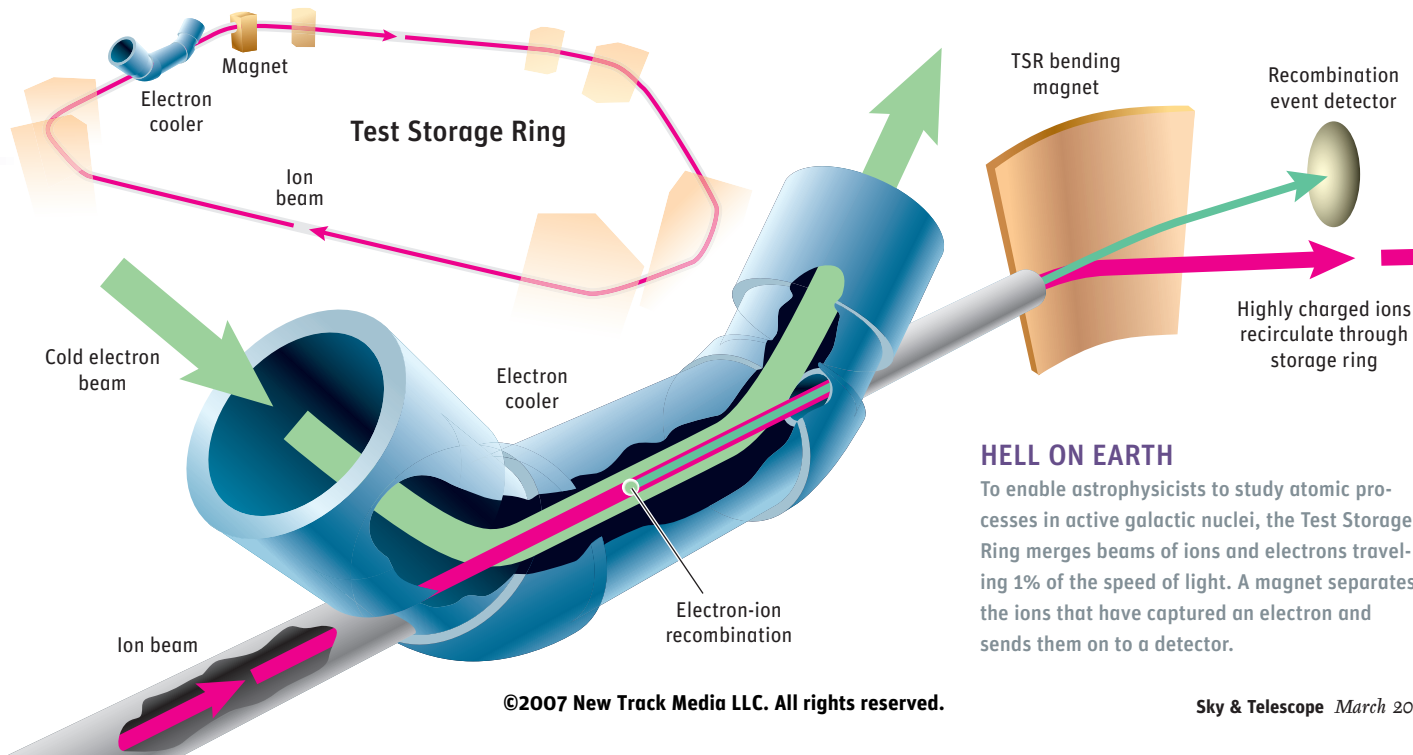 Magnet
Electron
cooler
Test Storage Ring
Ion
beam
TSR bending
magnet
Recombination
event detector
Highly charged ions
recirculate through
storage ring
Cold electron
beam
Electron
cooler
Electron-ion
recombination
Ion beam
HELL ON EARTH
To enable astrophysicists to study atomic pro-
cesses in active galactic nuclei, the Test Storage
Ring merges beams of ions and electrons travel-
ing 1% of the speed of light. A magnet separates
the ions that have captured an electron and
sends them on to a detector.
©2007 New Track Media LLC. All rights reserved.
Sky & Telescope March 20